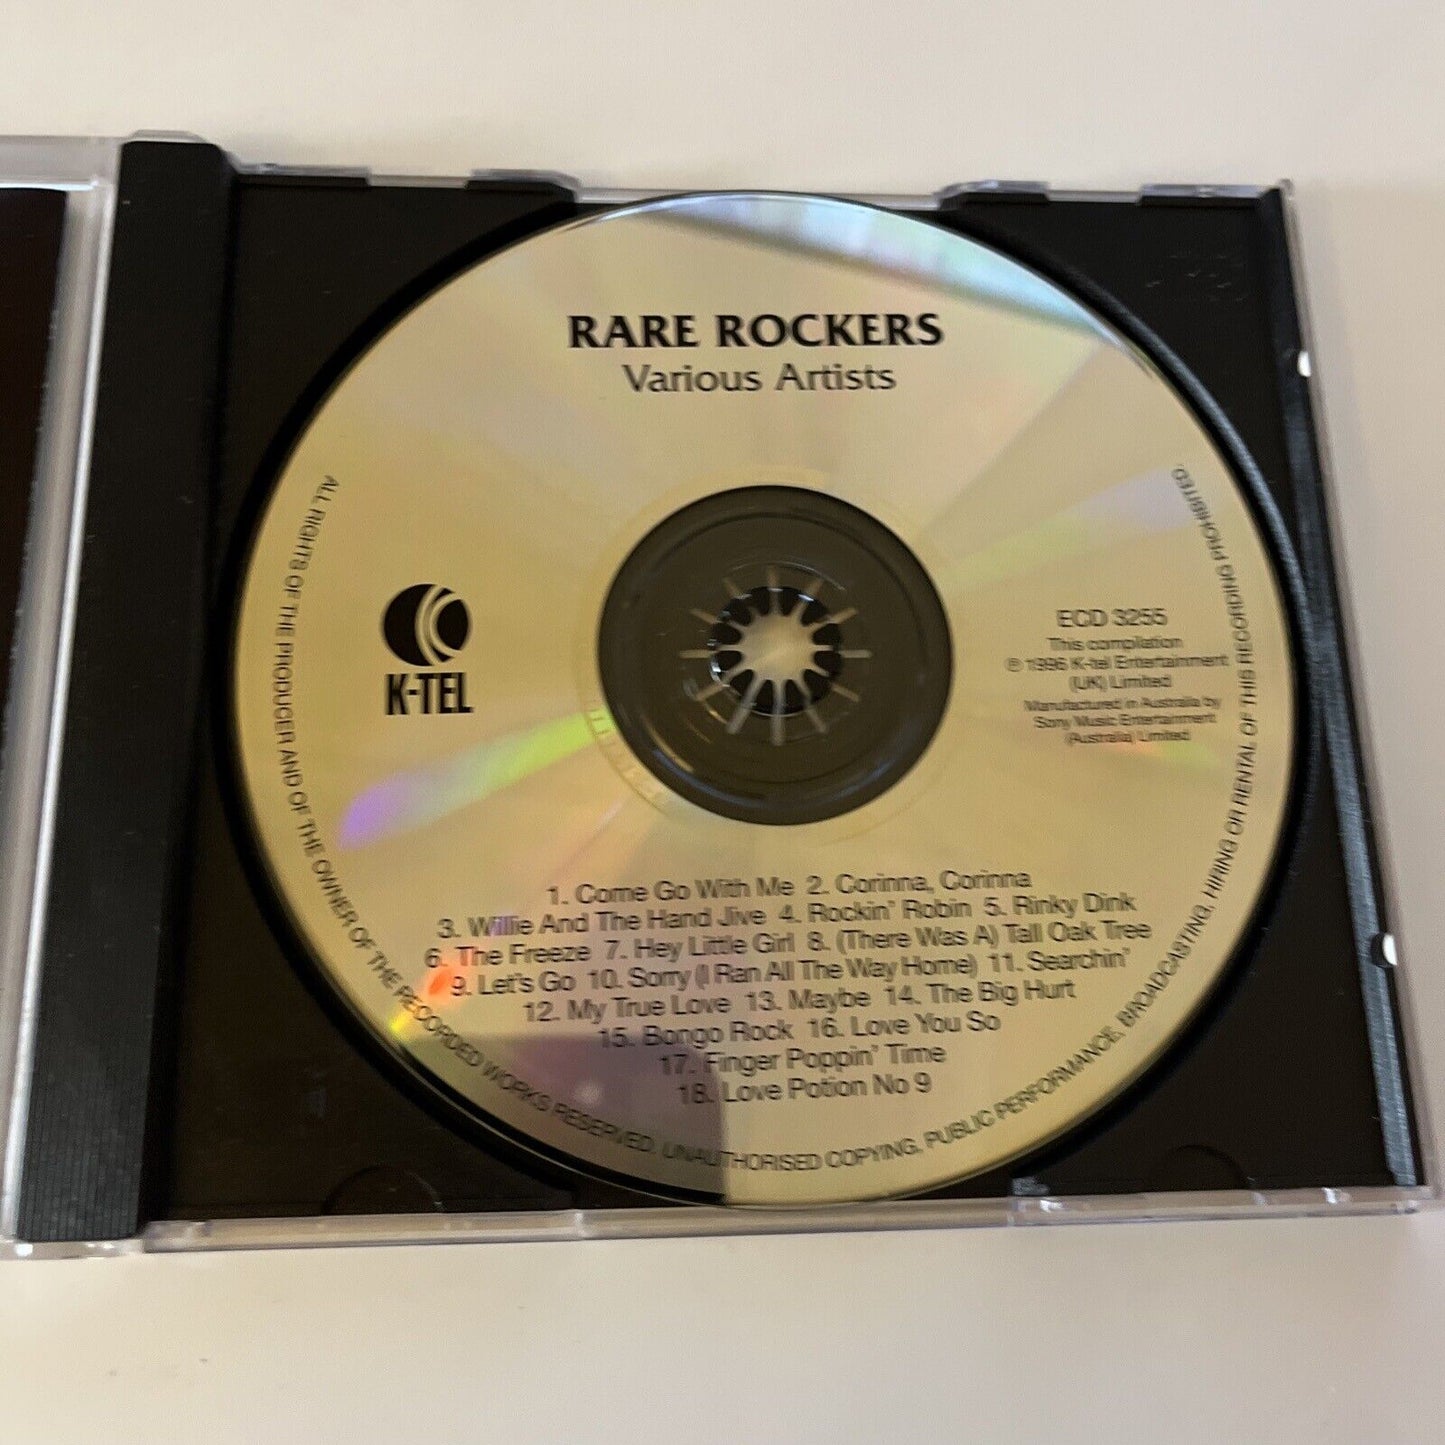 RARE ROCKERS
Various Artists
K-TEL
ECD 3255
This compilation
℗ 1996 K-tel Entertainment
(UK) Limited
Manufactured in Australia by
Sony Music Entertainment
(Australia) Limited
1. Come Go With Me 2. Corinna, Corinna
3. Willie And The Hand Jive 4. Rockin' Robin 5. Rinky Dink
6. The Freeze 7. Hey Little Girl 8. (There Was A) Tall Oak Tree
9. Let's Go 10. Sorry (I Ran All The Way Home) 11. Searchin'
12. My True Love 13. Maybe 14. The Big Hurt
15. Bongo Rock 16. Love You So
17. Finger Poppin' Time
18. Love Potion No 9
ALL RIGHTS OF THE PRODUCER AND OF THE OWNER OF THE RECORDED WORKS RESERVED. UNAUTHORISED COPYING, PUBLIC PERFORMANCE, BROADCASTING, HIRING OR RENTAL OF THIS RECORDING PROHIBITED.